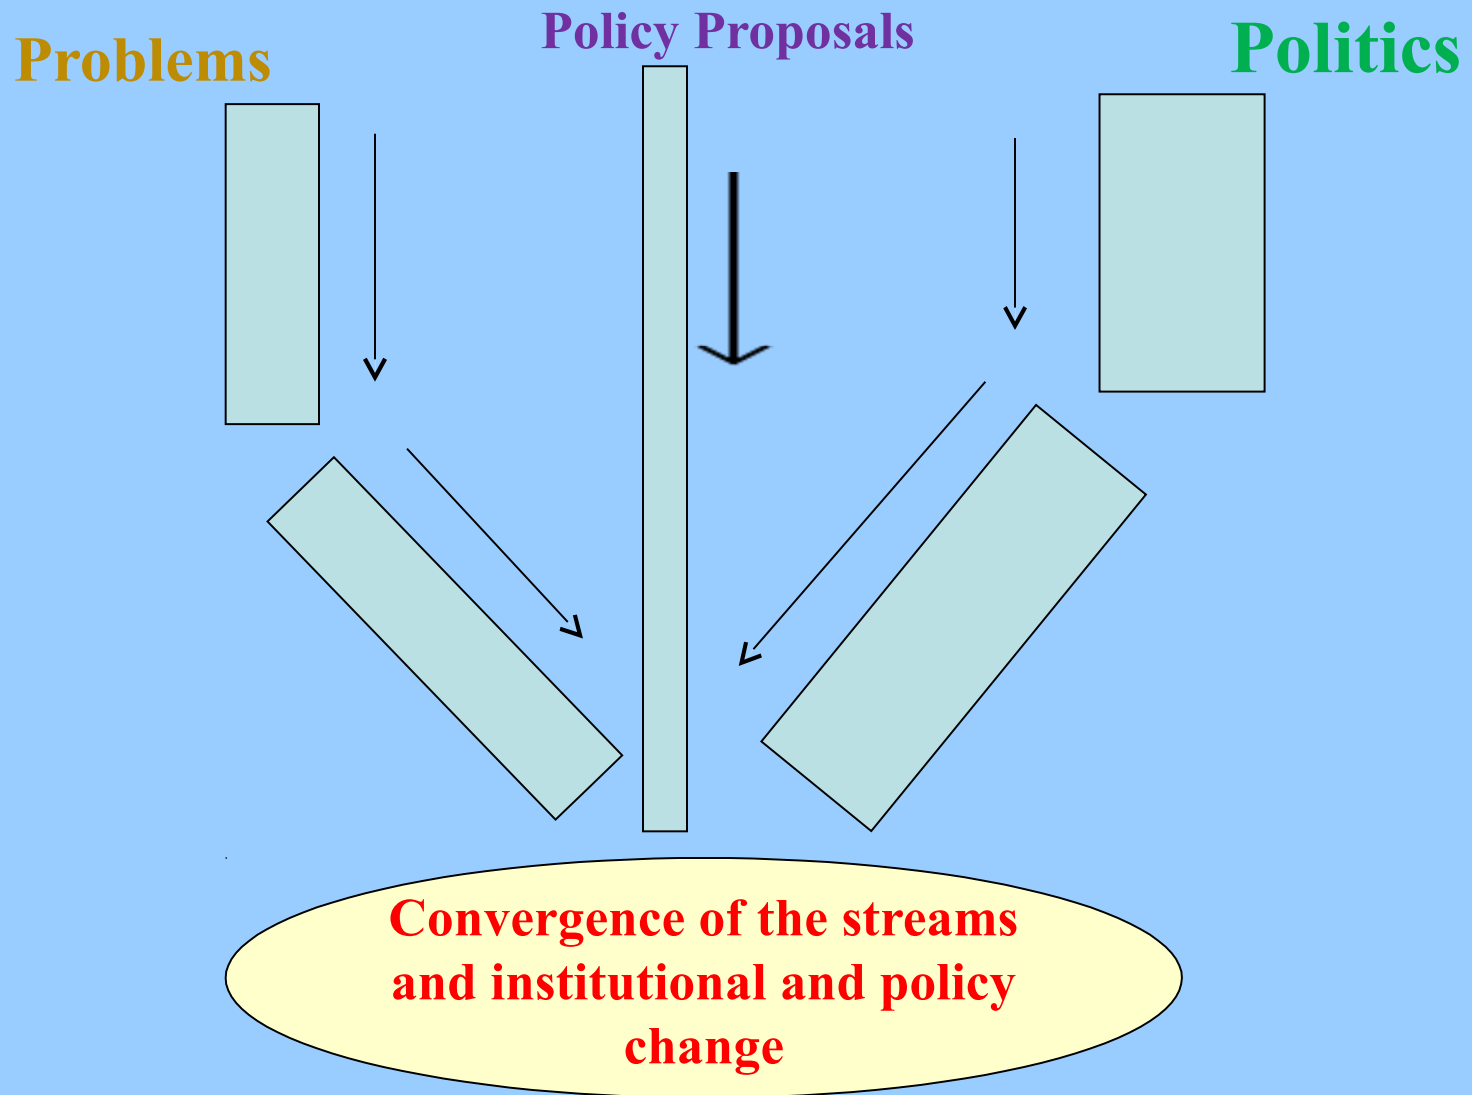 Problems
Policy Proposals
Politics
Convergence of the streams
and institutional and policy
change